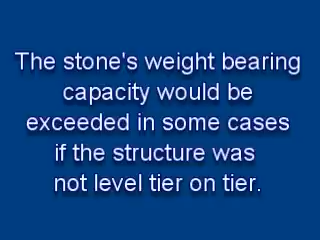 The stone's weight bearing
capacity would be
exceeded in some cases
if the structure was
not level tier on tier.